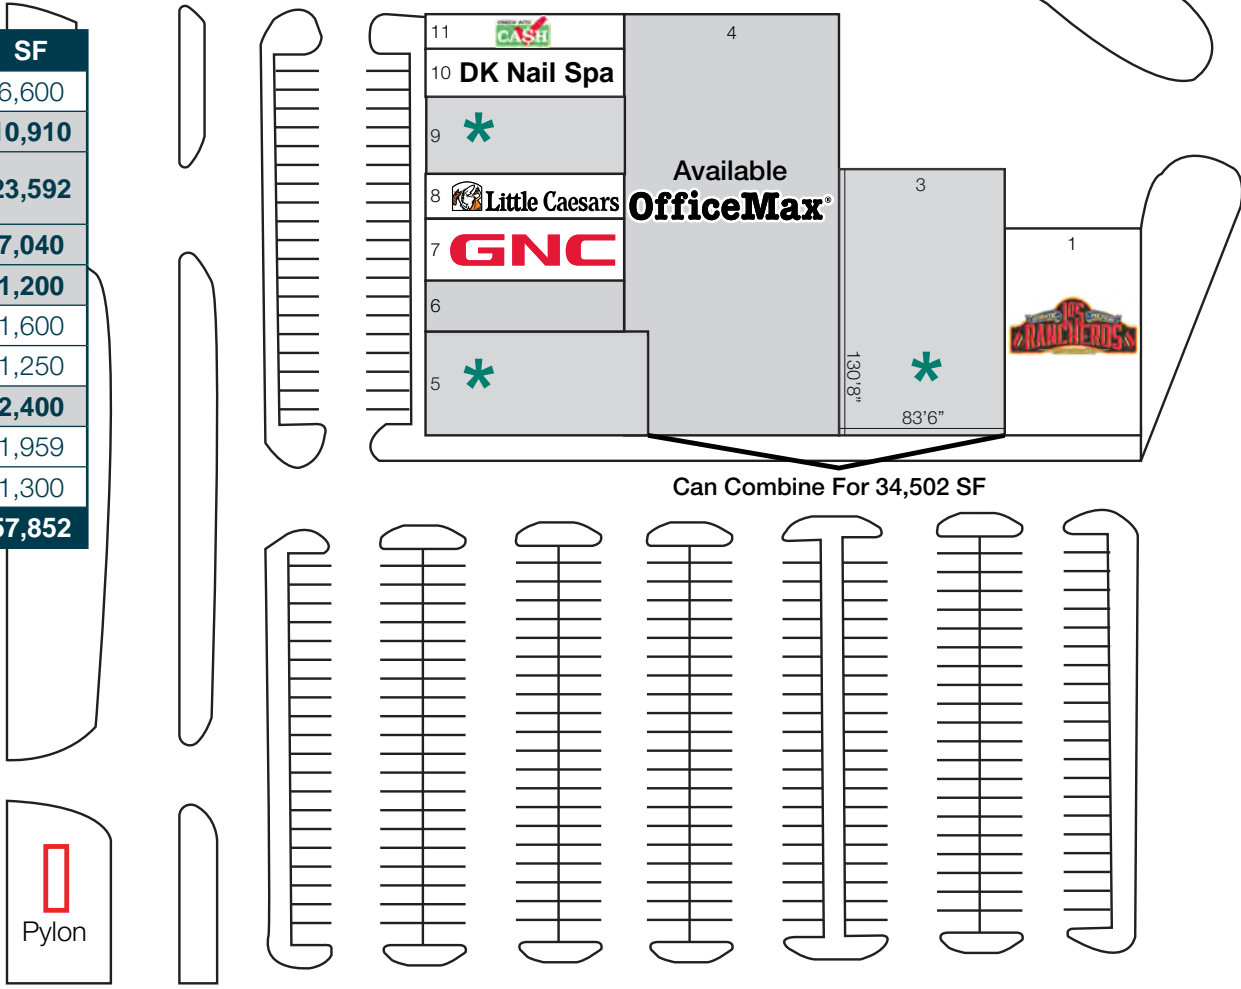 SF
6,600
10,910
23,592
7,040
1,200
1,600
1,250
2,400
1,959
1,300
57,852
11
CASH
10 DK Nail Spa
9 *
8 Little Caesars
7 GNC
6
5 *
4
Available
OfficeMax®
3
*
130'8"
83'6"
1
LOS
RANCHEROS
Can Combine For 34,502 SF
Pylon